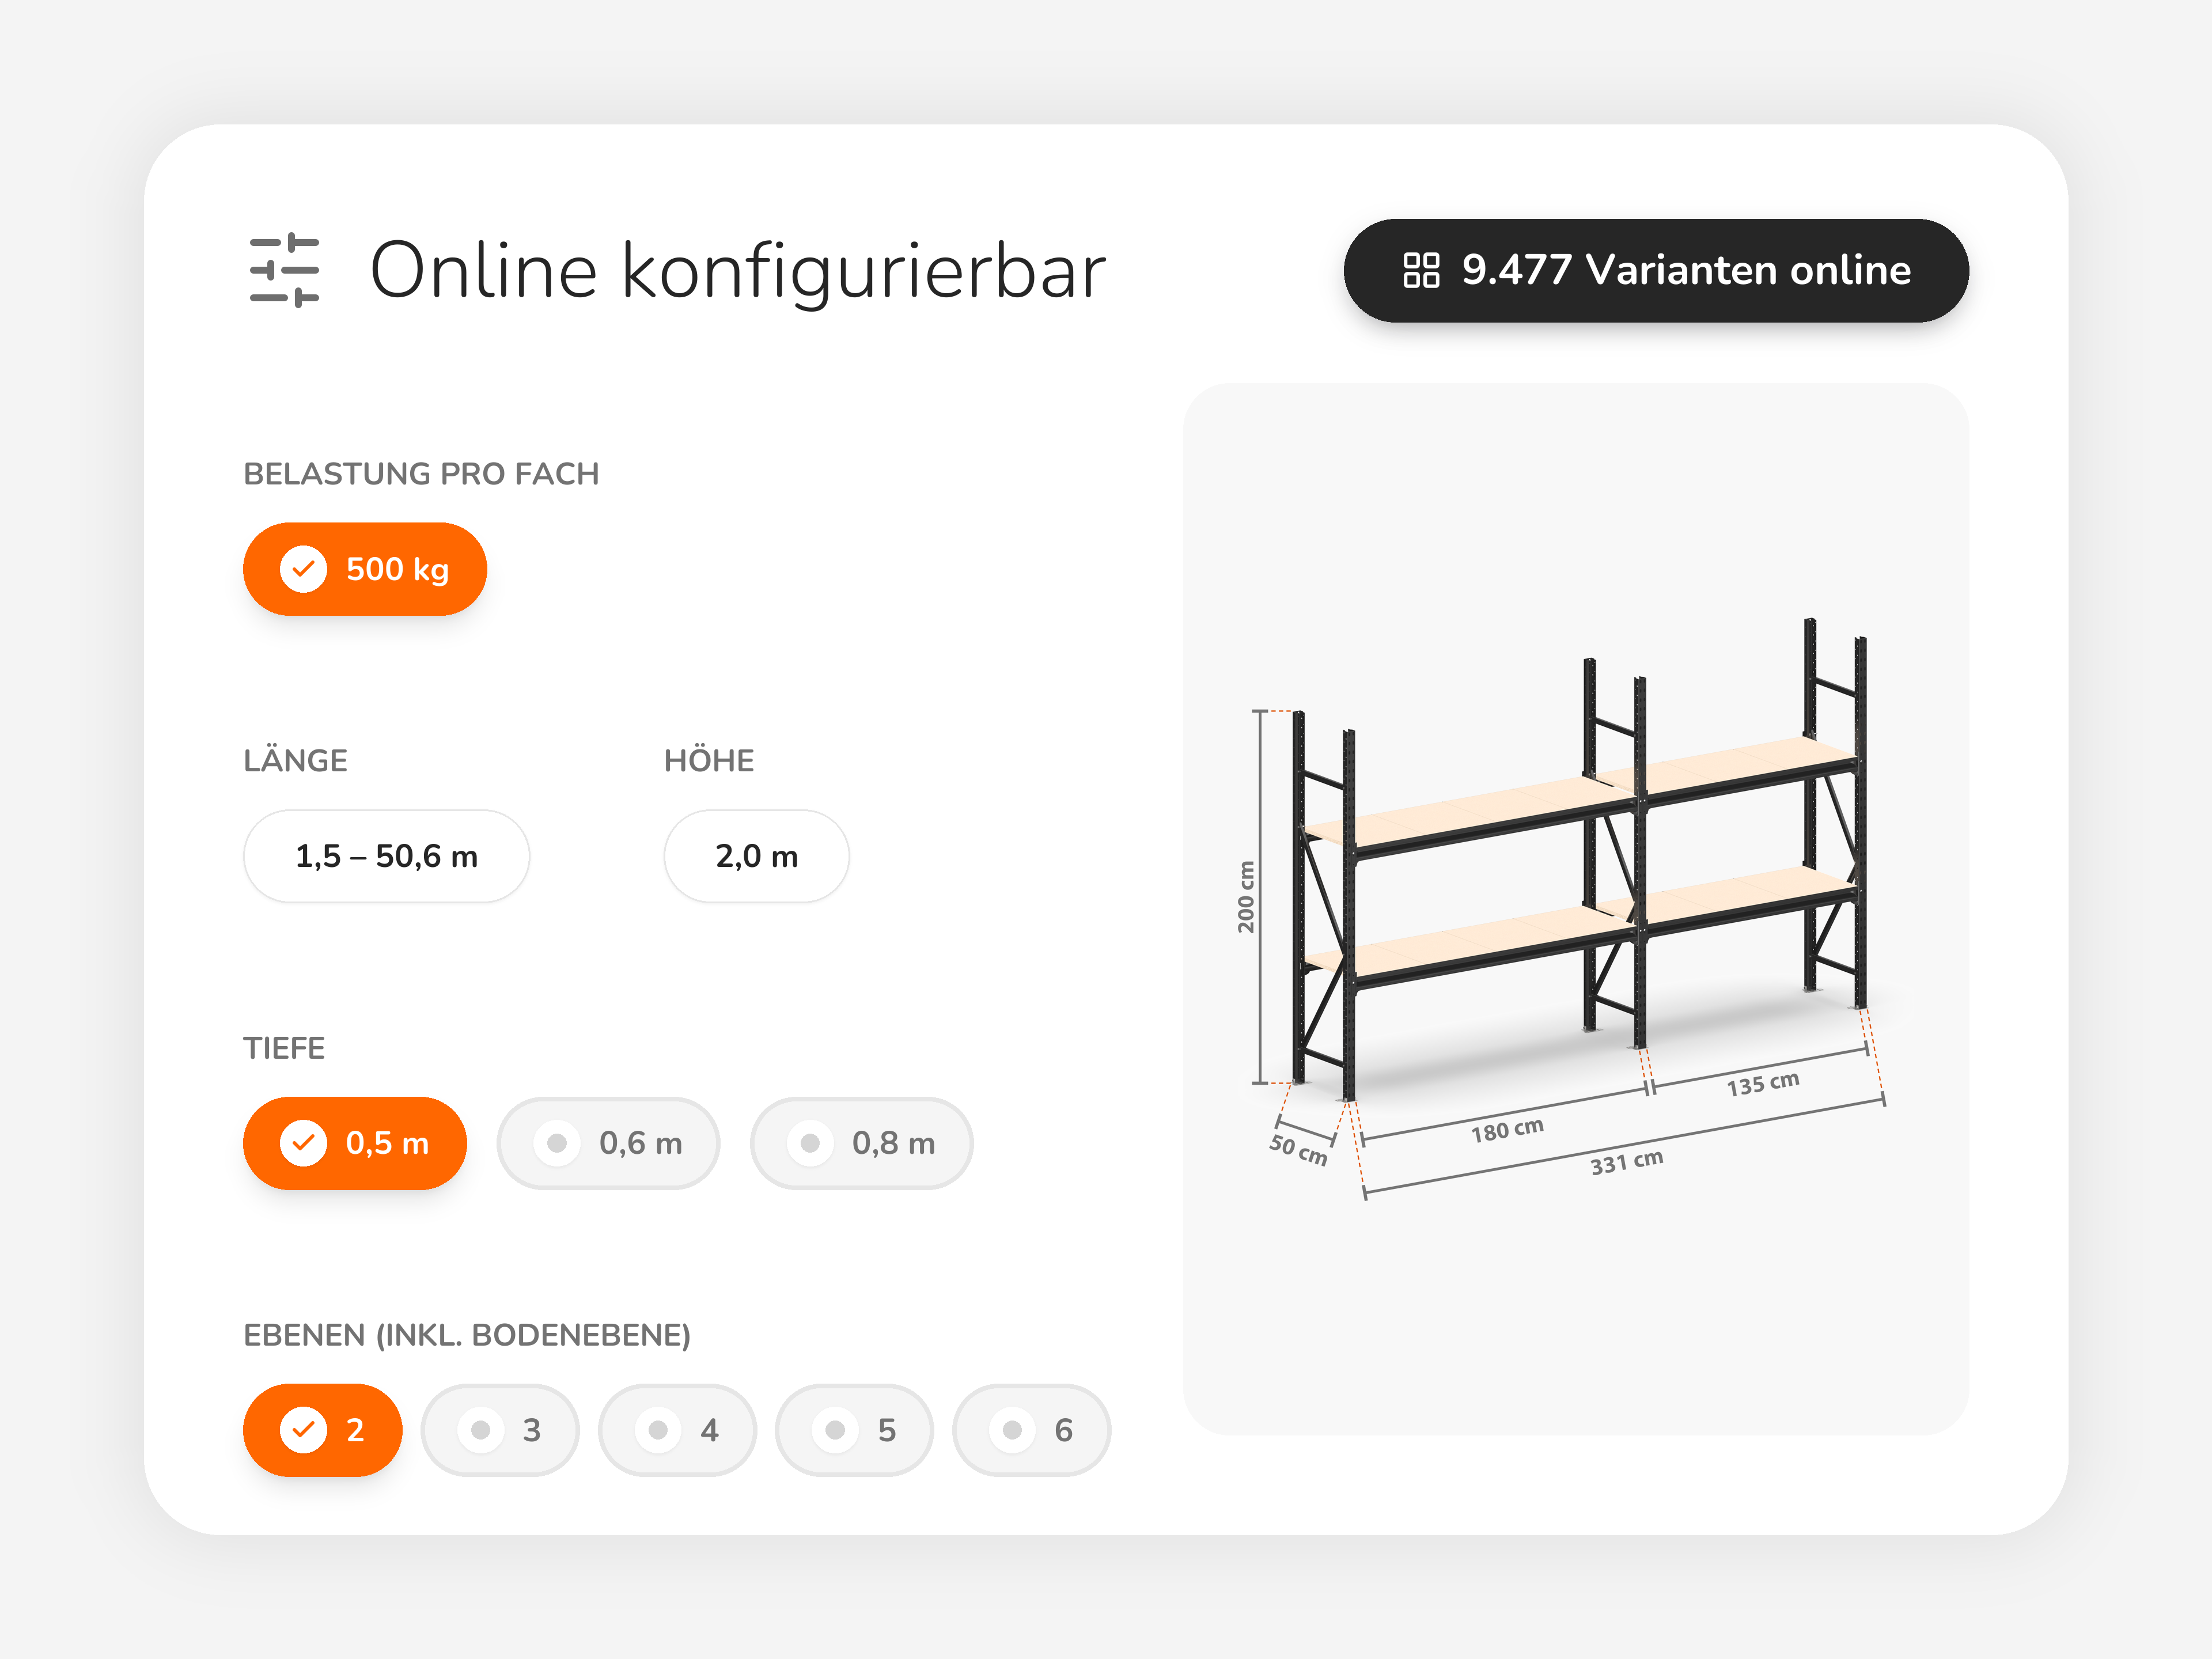 Online konfigurierbar
9.477 Varianten online
BELASTUNG PRO FACH
500 kg
LÄNGE
HÖHE
1,5 – 50,6 m
2,0 m
TIEFE
0,5 m
0,6 m
0,8 m
EBENEN (INKL. BODENEBENE)
2
3
4
5
6
200 cm
50 cm
180 cm
135 cm
331 cm